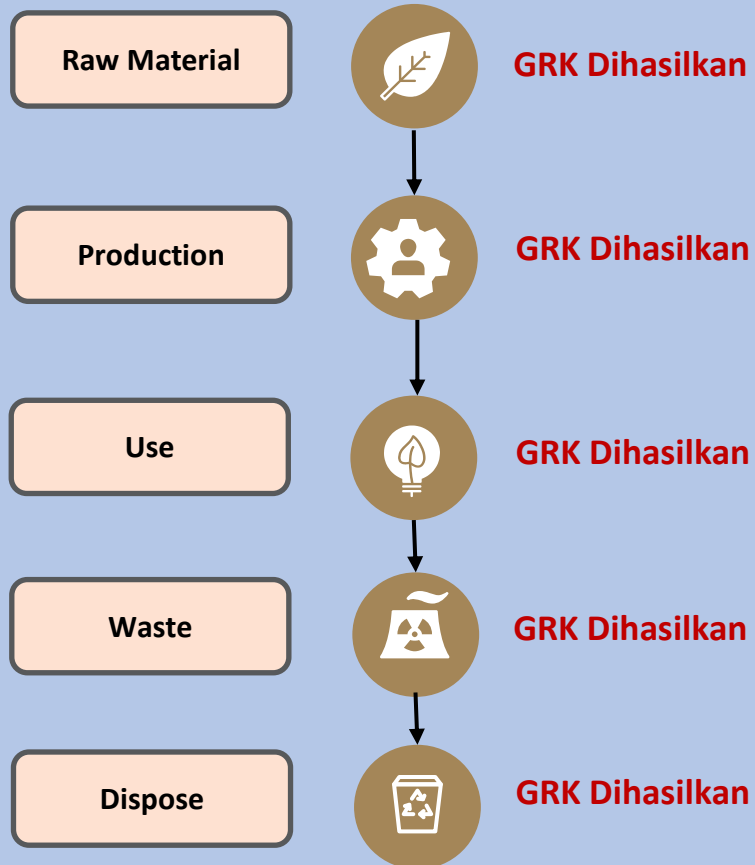 Raw Material
GRK Dihasilkan
Production
GRK Dihasilkan
Use
GRK Dihasilkan
Waste
GRK Dihasilkan
Dispose
GRK Dihasilkan